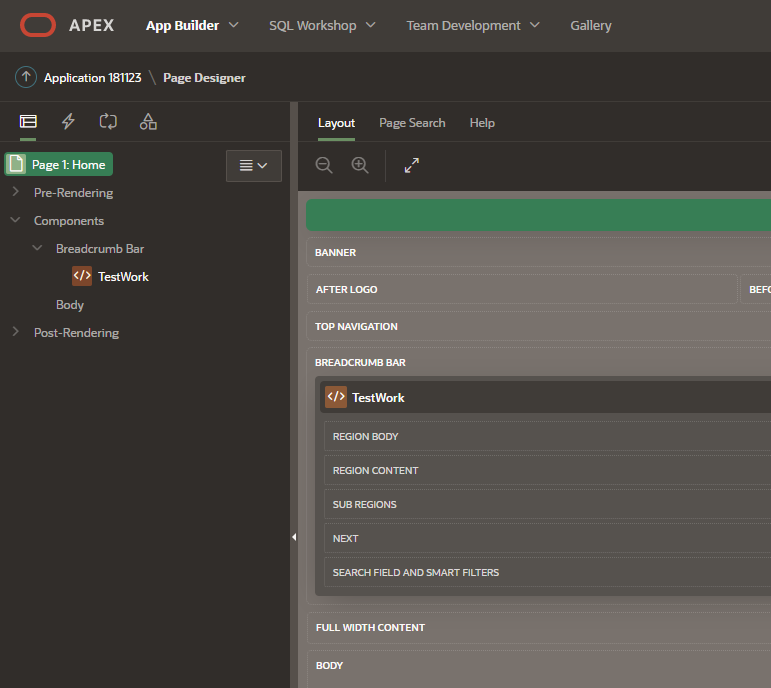 APEX App Builder SQL Workshop Team Development Gallery
Application 181123 \ Page Designer
Layout Page Search Help
Page 1: Home
Pre-Rendering
Components
Breadcrumb Bar
</> TestWork
Body
Post-Rendering
BANNER
AFTER LOGO
TOP NAVIGATION
BREADCRUMB BAR
</> TestWork
REGION BODY
REGION CONTENT
SUB REGIONS
NEXT
SEARCH FIELD AND SMART FILTERS
FULL WIDTH CONTENT
BODY